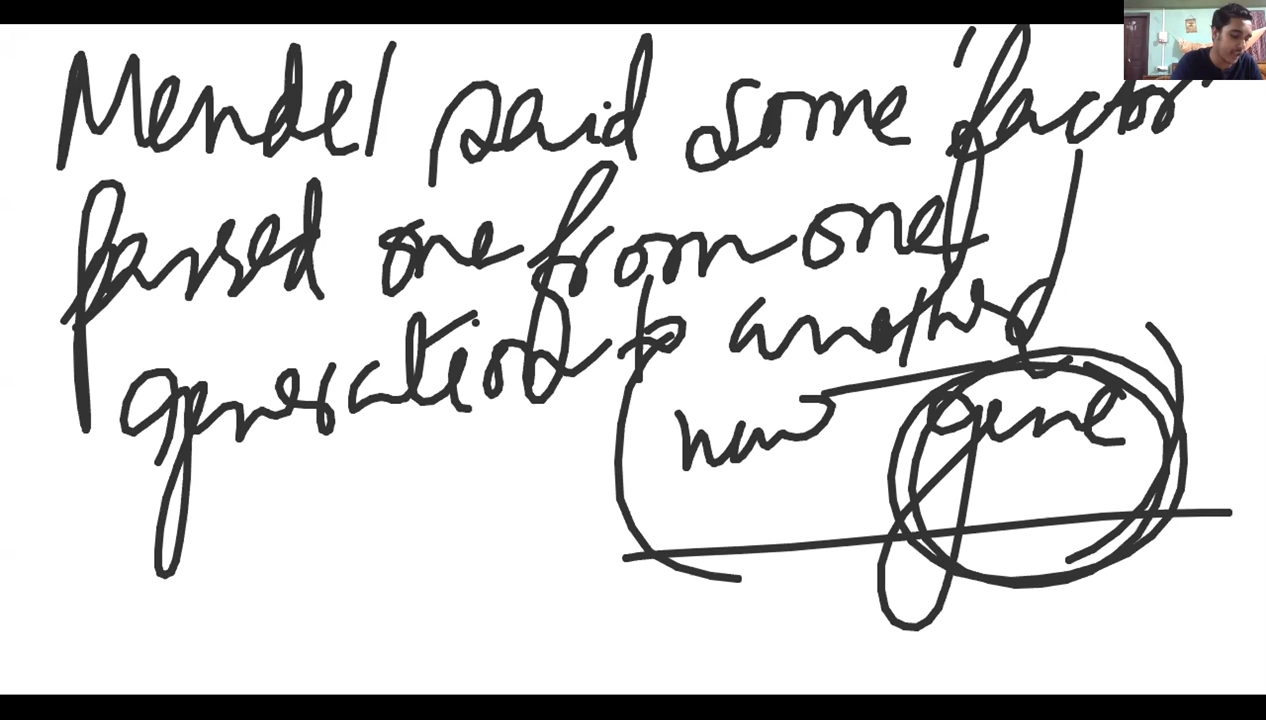 Mendel said some 'factor'
passed one from one
generation to another
now gene